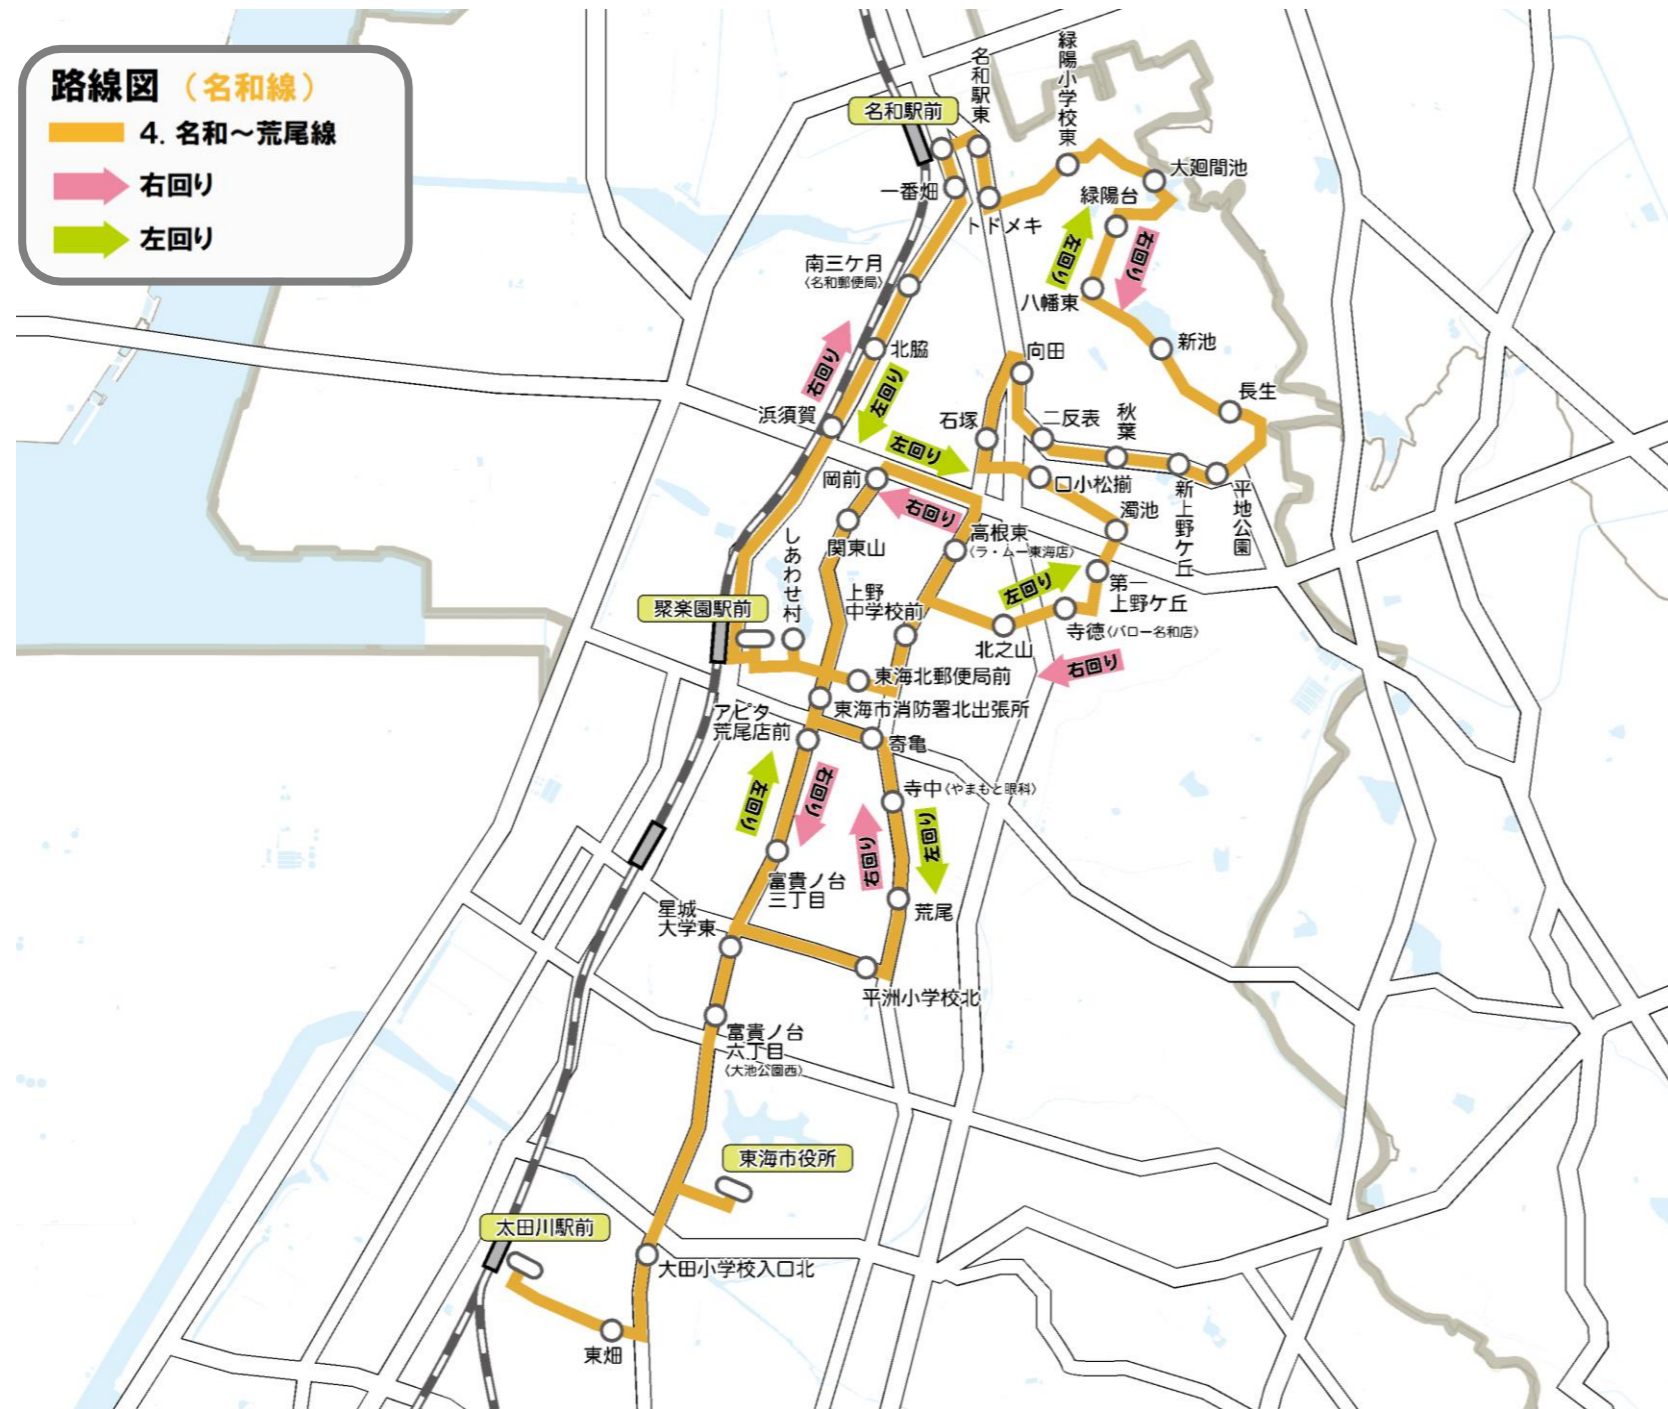 路線図（名和線）
4. 名和～荒尾線
右回り
左回り
名和駅前
名和駅東
緑陽小学校東
大廻間池
一番畑
トドメキ
緑陽台
左回り
右回り
南三ケ月
〈名和郵便局〉
八幡東
新池
北脇
向田
右回り
左回り
長生
浜須賀
石塚
二反表
秋葉
左回り
岡前
口小松揃
新上野ケ丘
平地公園
右回り
濁池
しあわせ村
関東山
高根東
〈ラ・ムー東海店〉
左回り
第一
上野ケ丘
上野
中学校前
聚楽園駅前
寺徳〈バロー名和店〉
北之山
右回り
東海北郵便局前
東海市消防署北出張所
アピタ
荒尾店前
寄亀
左回り
右回り
寺中〈やまもと眼科〉
右回り
左回り
富貴ノ台
三丁目
荒尾
星城
大学東
平洲小学校北
富貴ノ台
六丁目
〈大池公園西〉
東海市役所
太田川駅前
大田小学校入口北
東畑